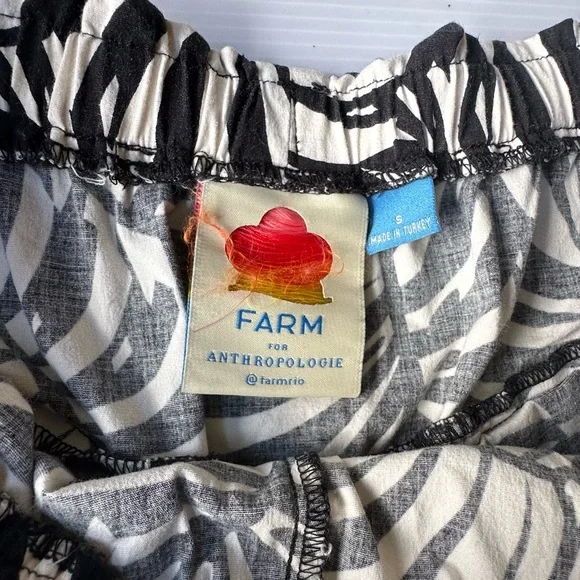 FARM
FOR
ANTHROPOLOGIE
@farmrio
S
MADE IN TURKEY